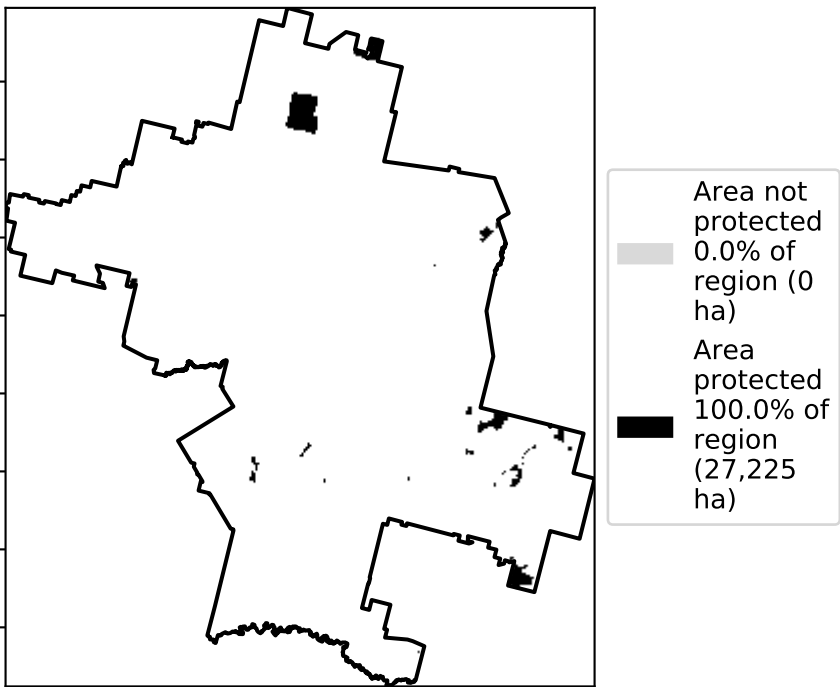 Area not
protected
0.0% of
region (0
ha)
Area
protected
100.0% of
region
(27,225
ha)